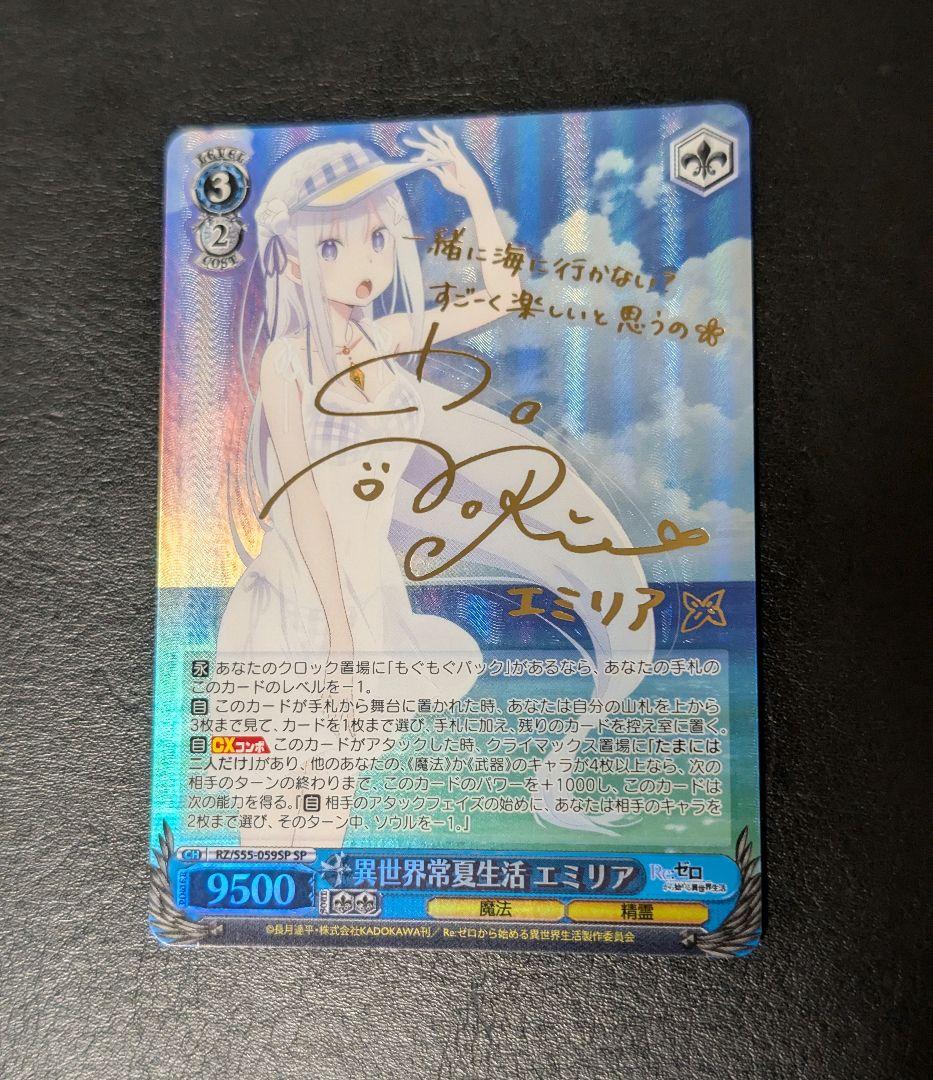 LEVEL
3
2
COST
一緒に海に行かない?
すごーく楽しいと思うの
Rie
エミリア
永 あなたのクロック置場に「もぐもぐパック」があるなら、あなたの手札の
このカードのレベルを－1。
自 このカードが手札から舞台に置かれた時、あなたは自分の山札を上から
3枚まで見て、カードを1枚まで選び、手札に加え、残りのカードを控え室に置く。
自 CXコンボ このカードがアタックした時、クライマックス置場に「たまには
二人だけ」があり、他のあなたの、《魔法》か《武器》のキャラが4枚以上なら、次の
相手のターンの終わりまで、このカードのパワーを＋1000し、このカードは
次の能力を得る。『自 相手のアタックフェイズの始めに、あなたは相手のキャラを
2枚まで選び、そのターン中、ソウルを－1。』
CH RZ/S55-059SP SP
POWER 9500 SOUL 異世界常夏生活 エミリア Re:ゼロ
から始める異世界生活
魔法 精霊
©長月達平・株式会社KADOKAWA刊／Re:ゼロから始める異世界生活製作委員会